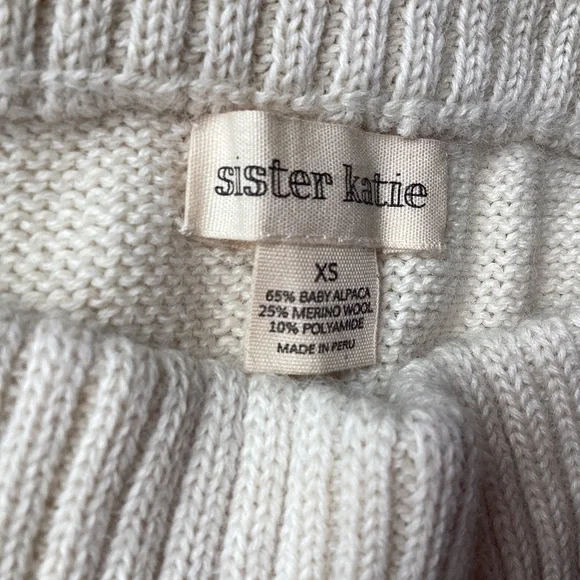 sister katie
XS
65% BABY ALPACA
25% MERINO WOOL
10% POLYAMIDE
MADE IN PERU